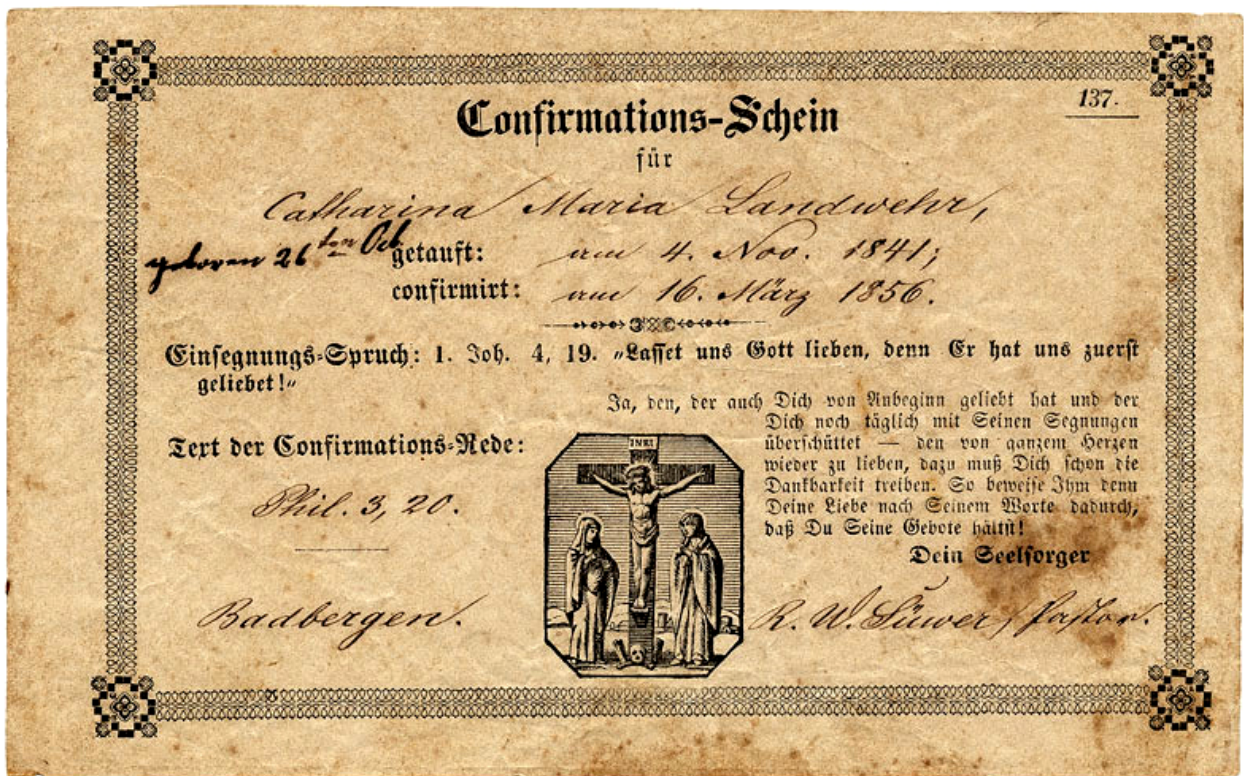 137.
Confirmations-Schein
für
Catharina Maria Landwehr,
geboren 26ten Oct.
getauft: am 4. Nov. 1841;
confirmirt: am 16. März 1856.
Einsegnungs-Spruch: 1. Joh. 4, 19. „Lasset uns Gott lieben, denn Er hat uns zuerst
geliebet!“
Ja, den, der auch Dich von Anbeginn geliebt hat und der
Dich noch täglich mit Seinen Segnungen
überschüttet — den von ganzem Herzen
wieder zu lieben, dazu muß Dich schon die
Dankbarkeit treiben. So beweise Ihm denn
Deine Liebe nach Seinem Worte dadurch,
daß Du Seine Gebote hältst!
Dein Seelsorger
Text der Confirmations-Rede:
Phil. 3, 20.
INRI
Badbergen.
R. W. Lüwer, Pastor.